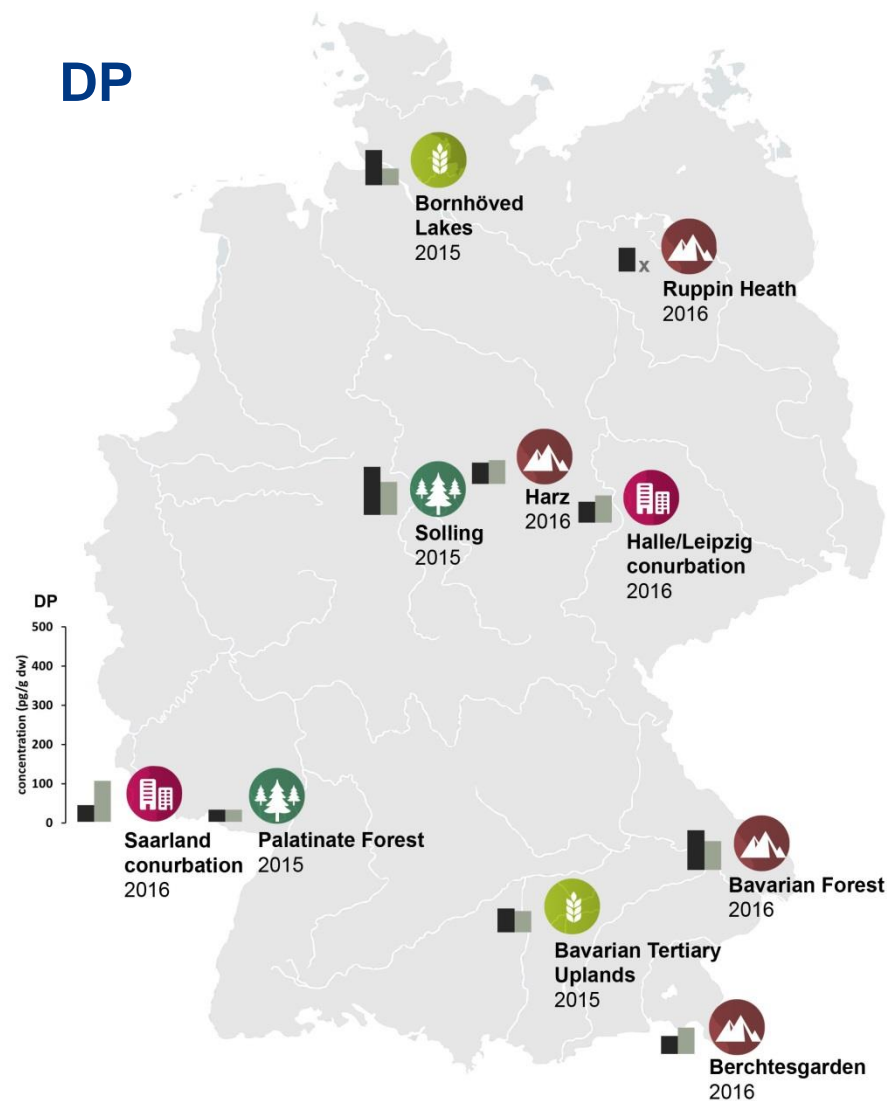 DP
Bornhöved
Lakes
2015
x
Ruppin Heath
2016
Harz
2016
Solling
2015
Halle/Leipzig
conurbation
2016
DP
concentration (pg/g dw)
500
400
300
200
100
0
Saarland
conurbation
2016
Palatinate Forest
2015
Bavarian Forest
2016
Bavarian Tertiary
Uplands
2015
Berchtesgarden
2016